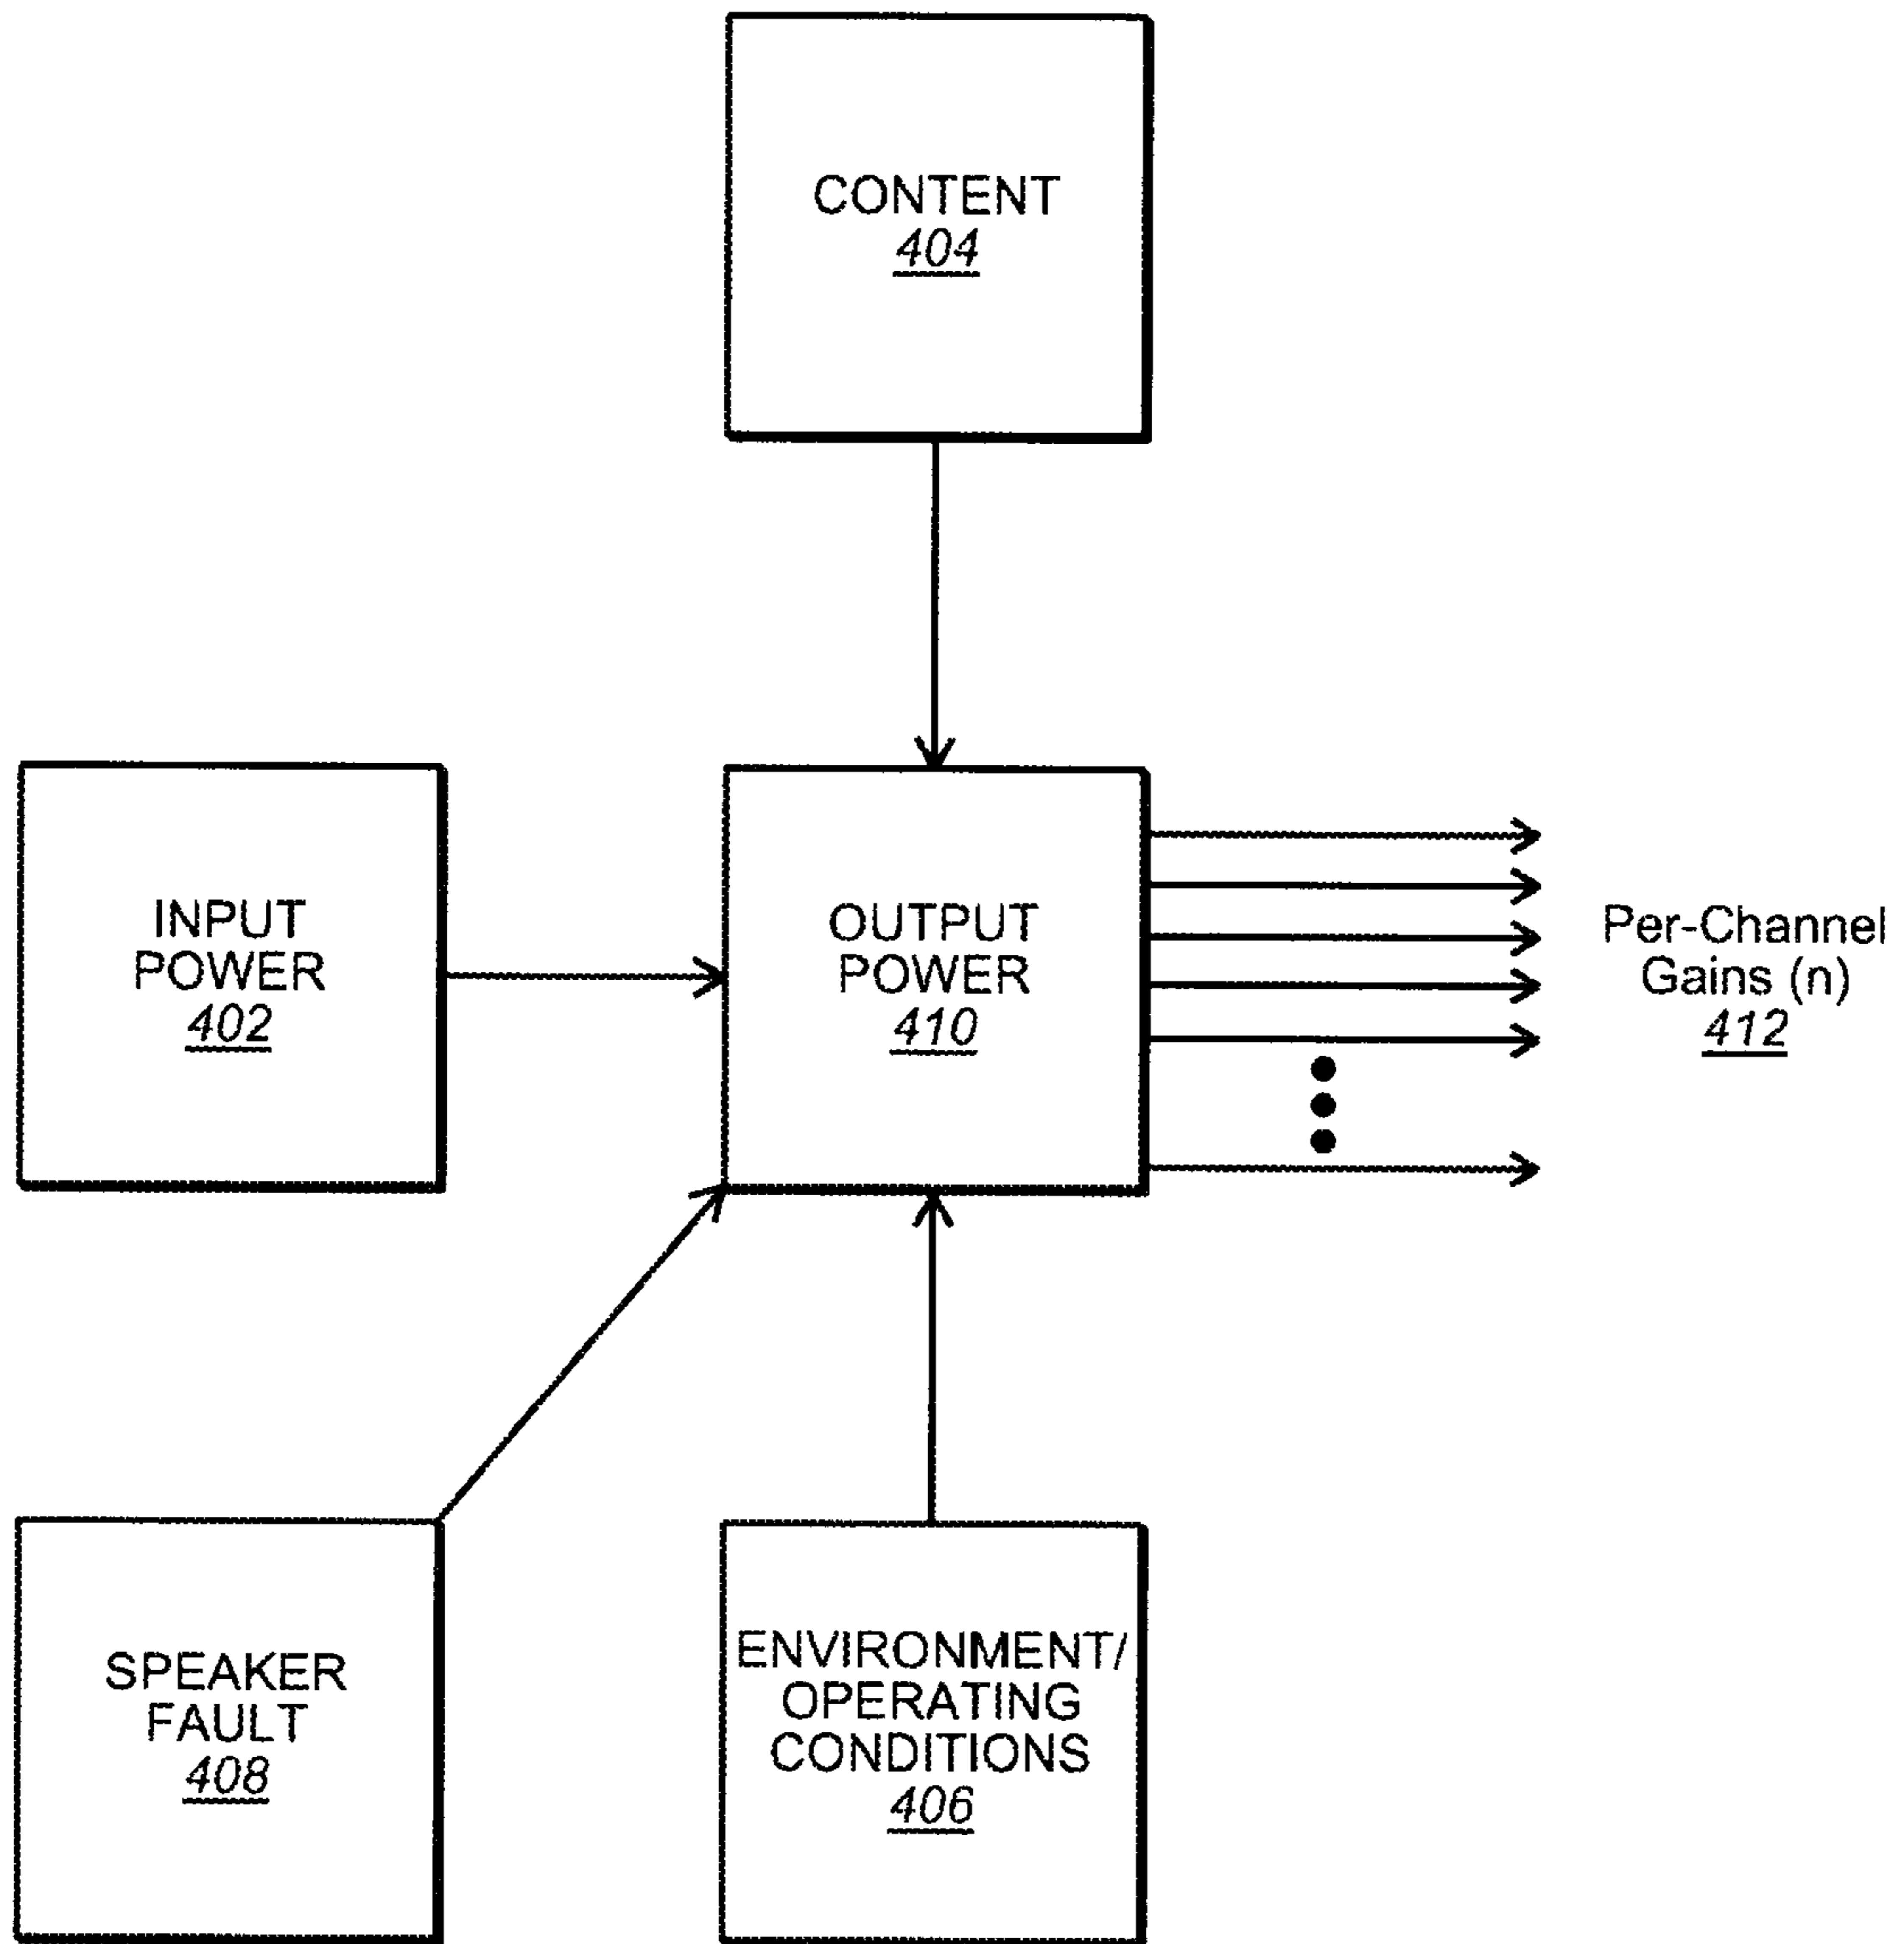 CONTENT
404
INPUT
POWER
402
OUTPUT
POWER
410
Per-Channel
Gains (n)
412
SPEAKER
FAULT
408
ENVIRONMENT/
OPERATING
CONDITIONS
406